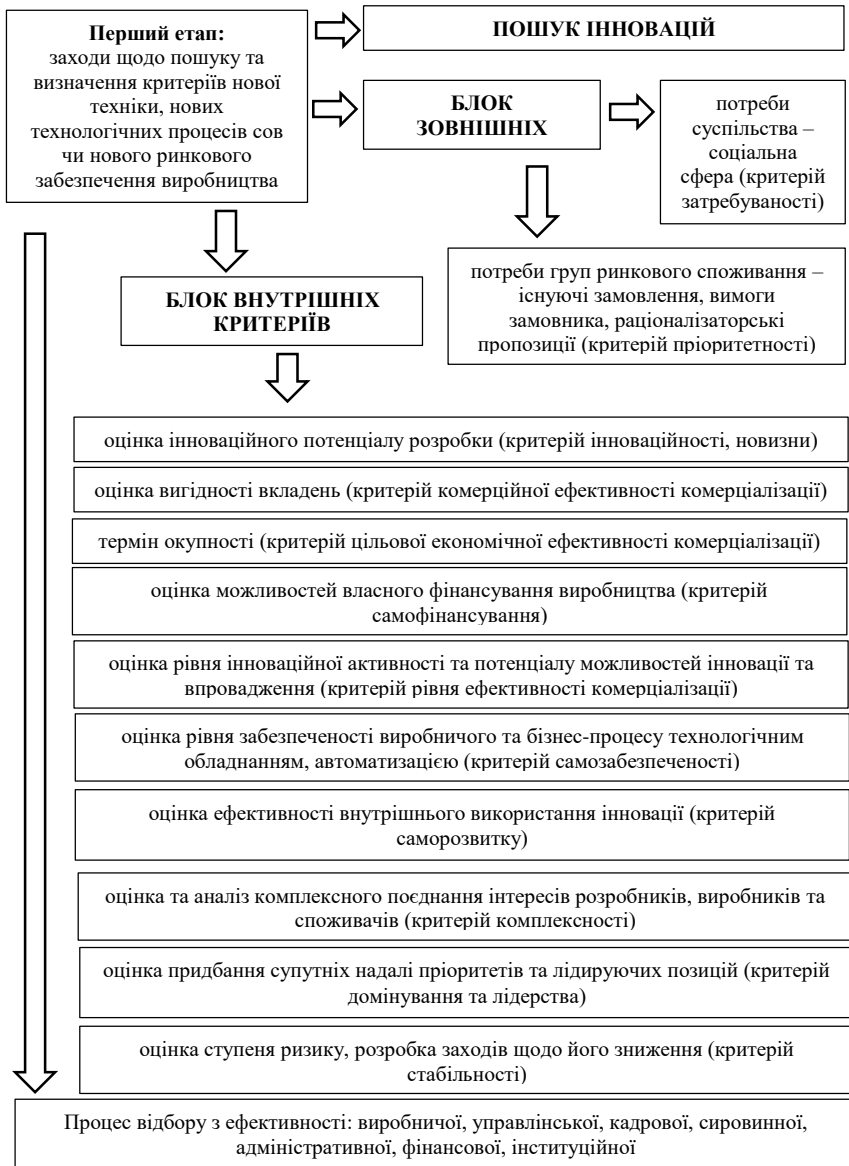 Перший етап:
заходи щодо пошуку та
визначення критеріїв нової
техніки, нових
технологічних процесів сов
чи нового ринкового
забезпечення виробництва
ПОШУК ІННОВАЦІЙ
БЛОК
ЗОВНІШНІХ
потреби
суспільства –
соціальна
сфера (критерій
затребуваності)
БЛОК ВНУТРІШНІХ
КРИТЕРІЇВ
потреби груп ринкового споживання –
існуючі замовлення, вимоги
замовника, раціоналізаторські
пропозиції (критерій пріоритетності)
оцінка інноваційного потенціалу розробки (критерій інноваційності, новизни)
оцінка вигідності вкладень (критерій комерційної ефективності комерціалізації)
термін окупності (критерій цільової економічної ефективності комерціалізації)
оцінка можливостей власного фінансування виробництва (критерій
самофінансування)
оцінка рівня інноваційної активності та потенціалу можливостей інновації та
впровадження (критерій рівня ефективності комерціалізації)
оцінка рівня забезпеченості виробничого та бізнес-процесу технологічним
обладнанням, автоматизацією (критерій самозабезпеченості)
оцінка ефективності внутрішнього використання інновації (критерій
саморозвитку)
оцінка та аналіз комплексного поєднання інтересів розробників, виробників та
споживачів (критерій комплексності)
оцінка придбання супутніх надалі пріоритетів та лідируючих позицій (критерій
домінування та лідерства)
оцінка ступеня ризику, розробка заходів щодо його зниження (критерій
стабільності)
Процес відбору з ефективності: виробничої, управлінської, кадрової, сировинної,
адміністративної, фінансової, інституційної